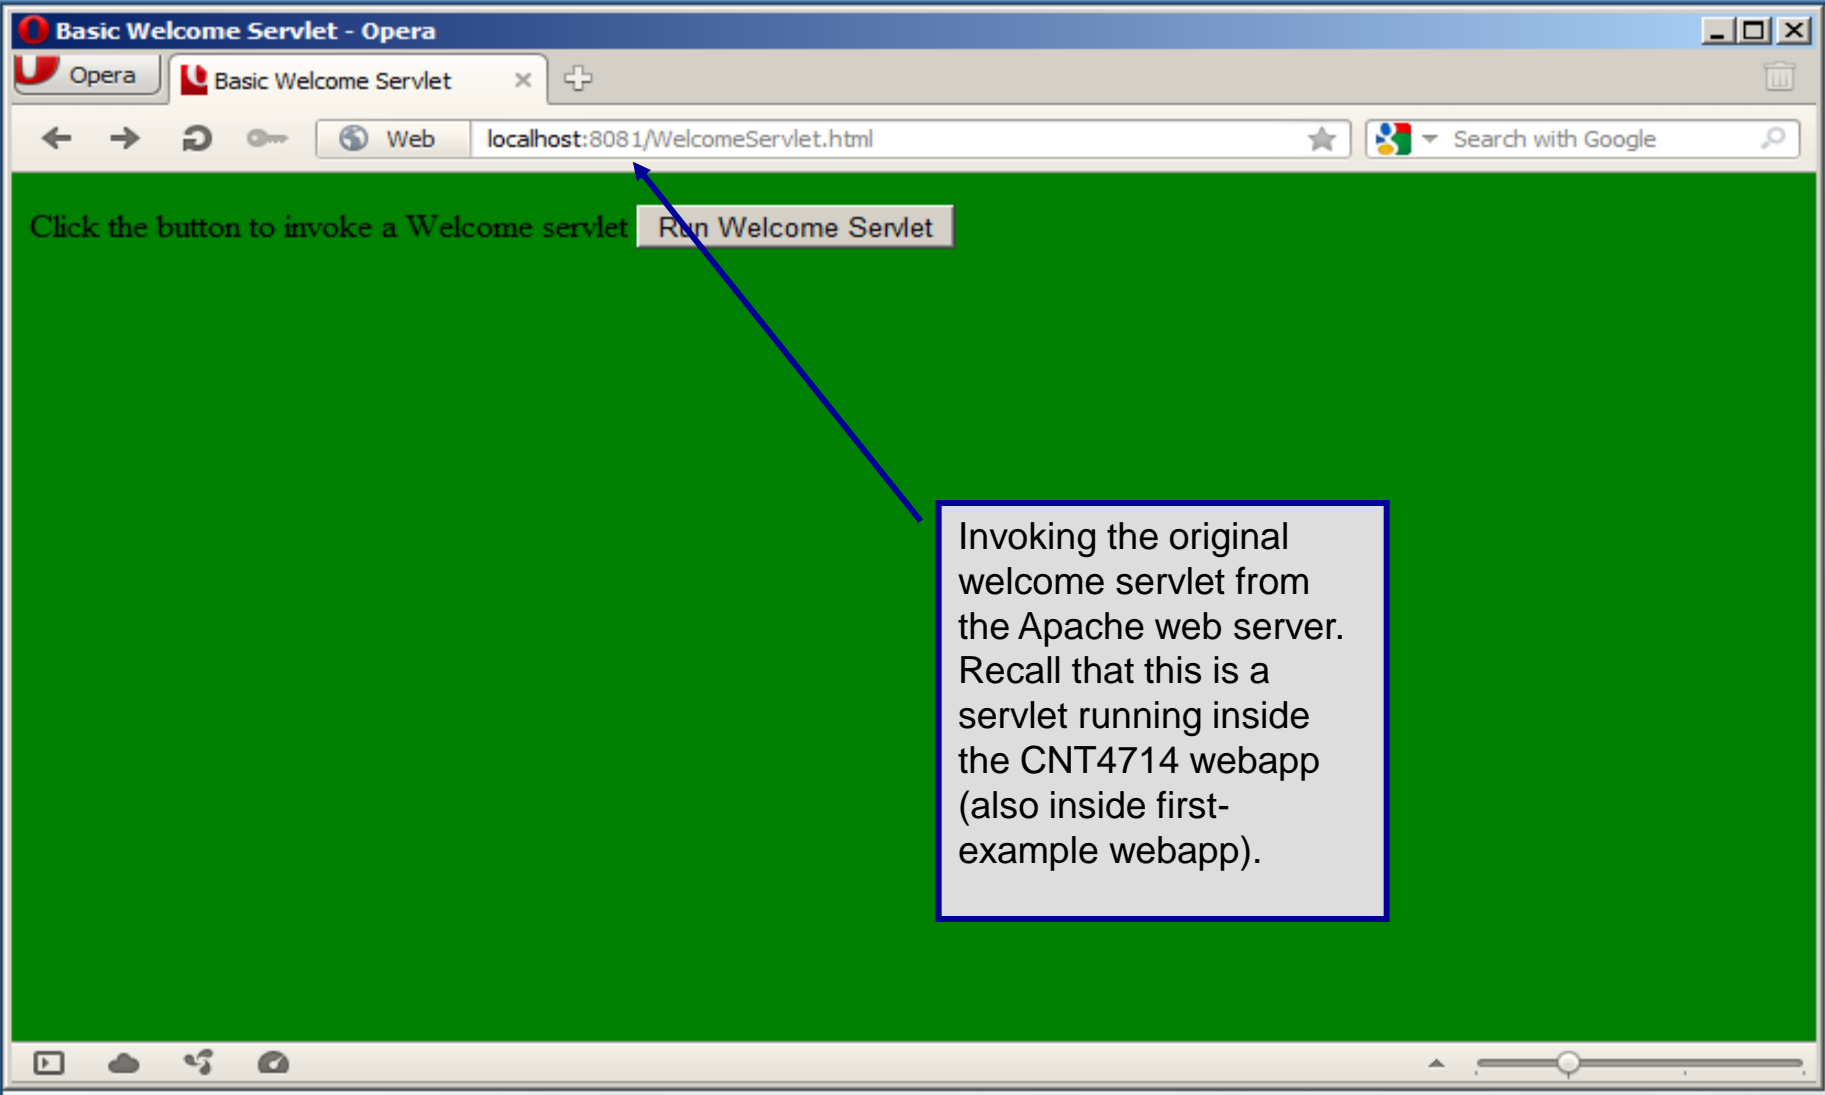 Basic Welcome Servlet - Opera
Opera
Basic Welcome Servlet
Web
localhost:8081/WelcomeServlet.html
Search with Google
Click the button to invoke a Welcome servlet
Run Welcome Servlet
Invoking the original
welcome servlet from
the Apache web server.
Recall that this is a
servlet running inside
the CNT4714 webapp
(also inside first-
example webapp).